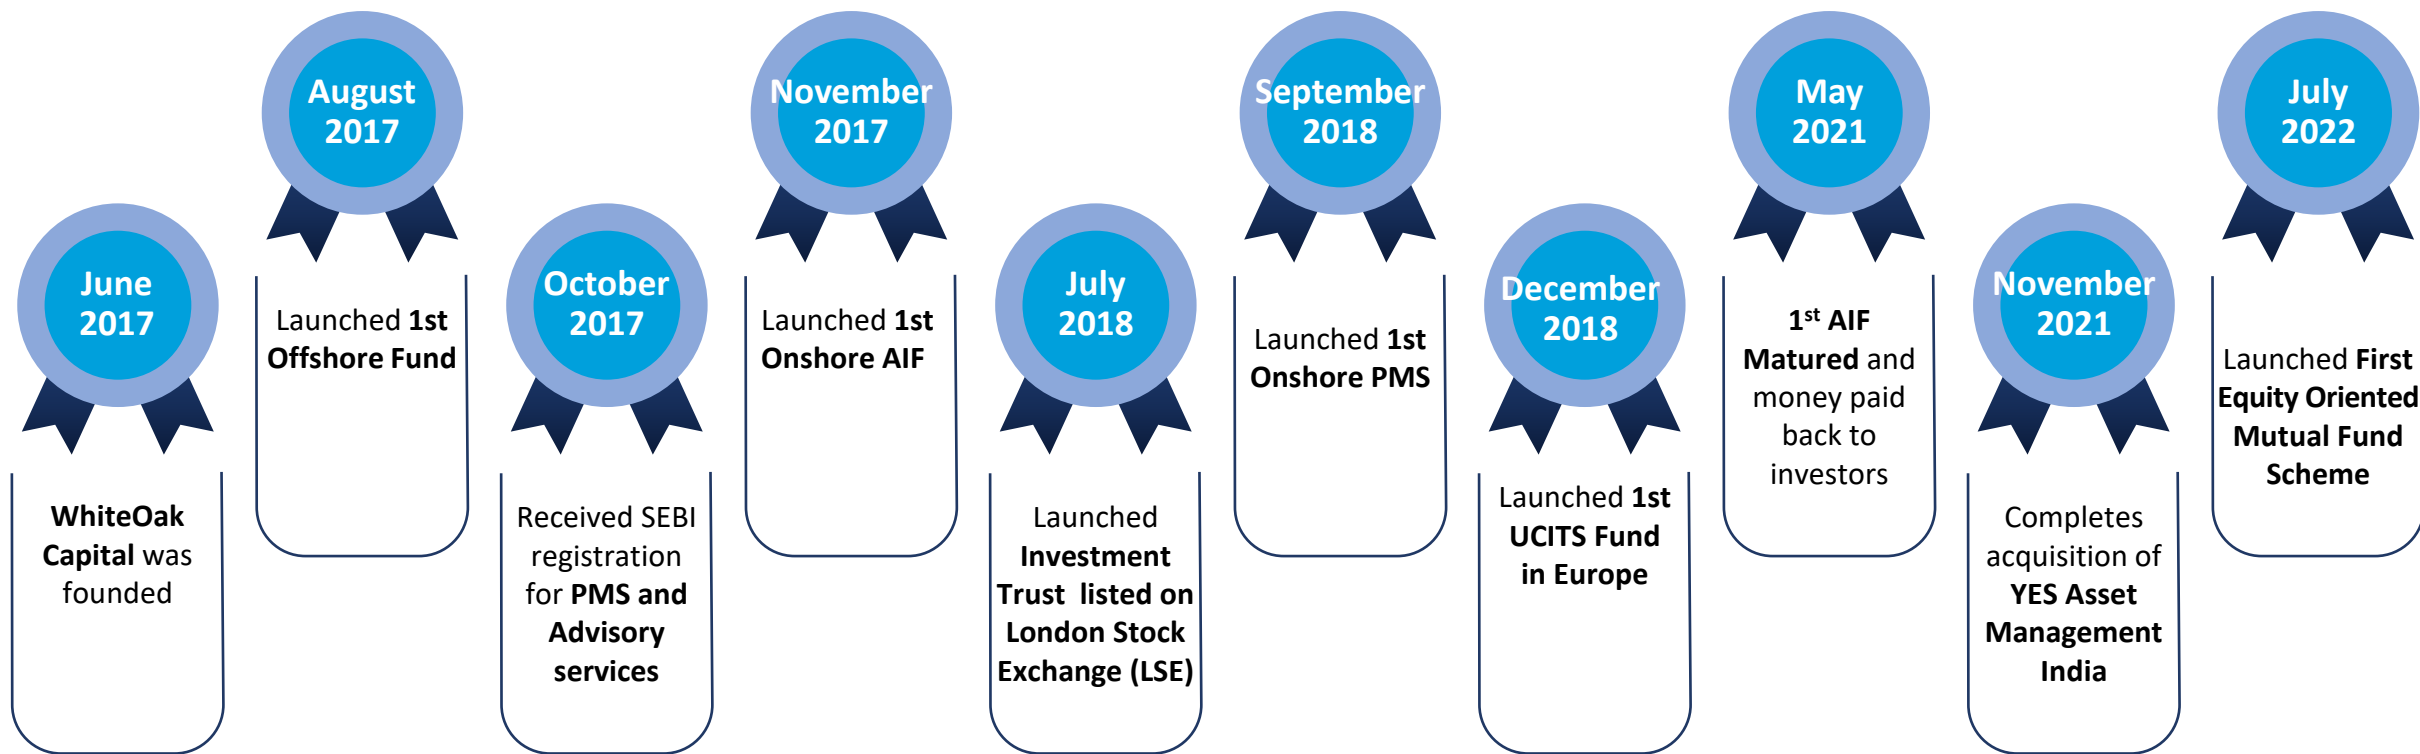 June
2017
WhiteOak
Capital was
founded
August
2017
Launched 1st
Offshore Fund
October
2017
Received SEBI
registration
for PMS and
Advisory
services
November
2017
Launched 1st
Onshore AIF
July
2018
Launched
Investment
Trust listed on
London Stock
Exchange (LSE)
September
2018
Launched 1st
Onshore PMS
December
2018
Launched 1st
UCITS Fund
in Europe
May
2021
1st AIF
Matured and
money paid
back to
investors
November
2021
Completes
acquisition of
YES Asset
Management
India
July
2022
Launched First
Equity Oriented
Mutual Fund
Scheme